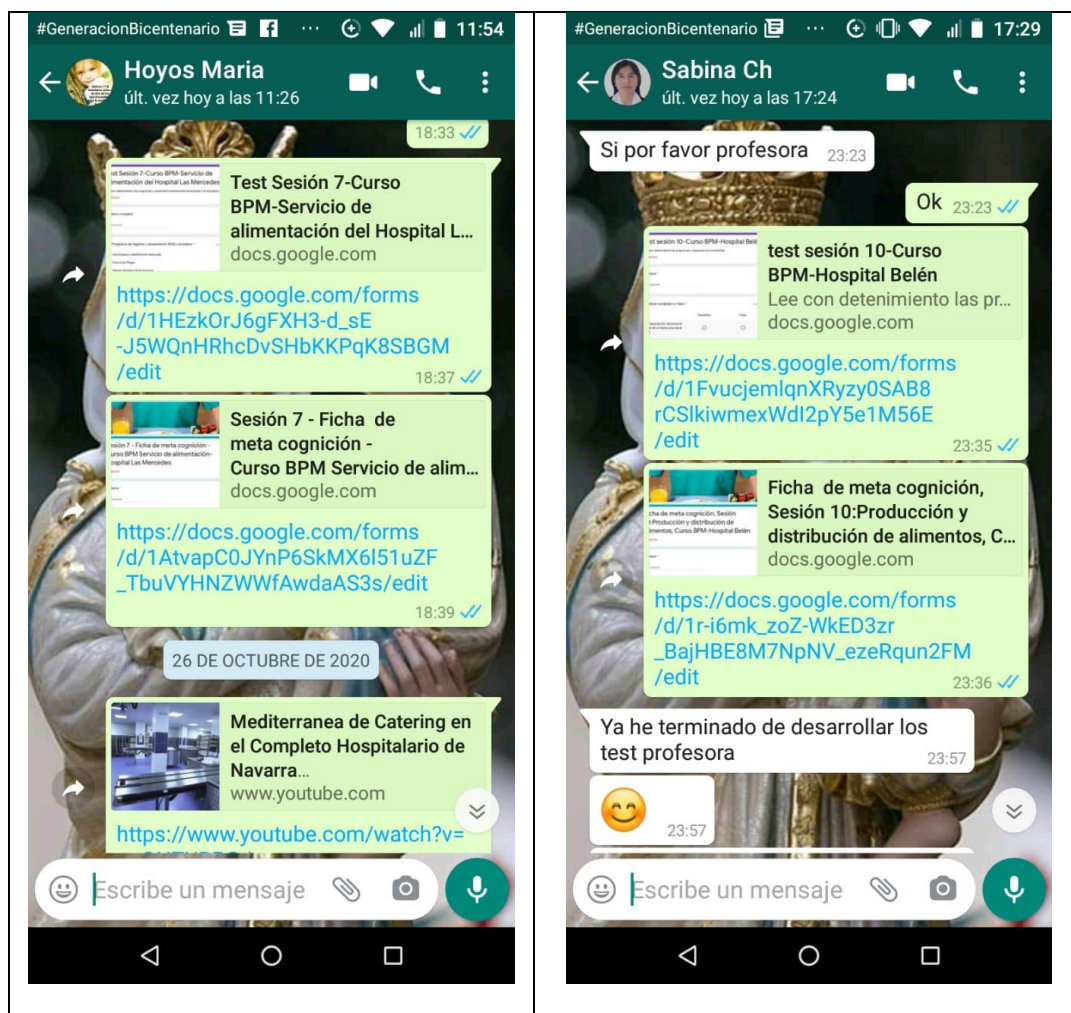 #GeneracionBicentenario ... 11:54
Hoyos Maria
últ. vez hoy a las 11:26
18:33
Test Sesión 7-Curso
BPM-Servicio de
alimentación del Hospital L...
docs.google.com
https://docs.google.com/forms
/d/1HEzkOrJ6gFXH3-d_sE
-J5WQnHRhcDvSHbKKPqK8SBGM
/edit
18:37
Sesión 7 - Ficha de
meta cognición -
Curso BPM Servicio de alim...
docs.google.com
https://docs.google.com/forms
/d/1AtvapC0JYnP6SkMX6l51uZF
_TbuVYHNZWWfAwdaAS3s/edit
18:39
26 DE OCTUBRE DE 2020
Mediterranea de Catering en
el Completo Hospitalario de
Navarra...
www.youtube.com
https://www.youtube.com/watch?v=
Escribe un mensaje
#GeneracionBicentenario ... 17:29
Sabina Ch
últ. vez hoy a las 17:24
Si por favor profesora 23:23
Ok 23:23
test sesión 10-Curso
BPM-Hospital Belén
Lee con detenimiento las pr...
docs.google.com
https://docs.google.com/forms
/d/1FvucjemlqnXRyzy0SAB8
rCSlkiwmexWdI2pY5e1M56E
/edit
23:35
Ficha de meta cognición,
Sesión 10:Producción y
distribución de alimentos, C...
docs.google.com
https://docs.google.com/forms
/d/1r-i6mk_zoZ-WkED3zr
_BajHBE8M7NpNV_ezeRqun2FM
/edit
23:36
Ya he terminado de desarrollar los
test profesora 23:57
23:57
Escribe un mensaje